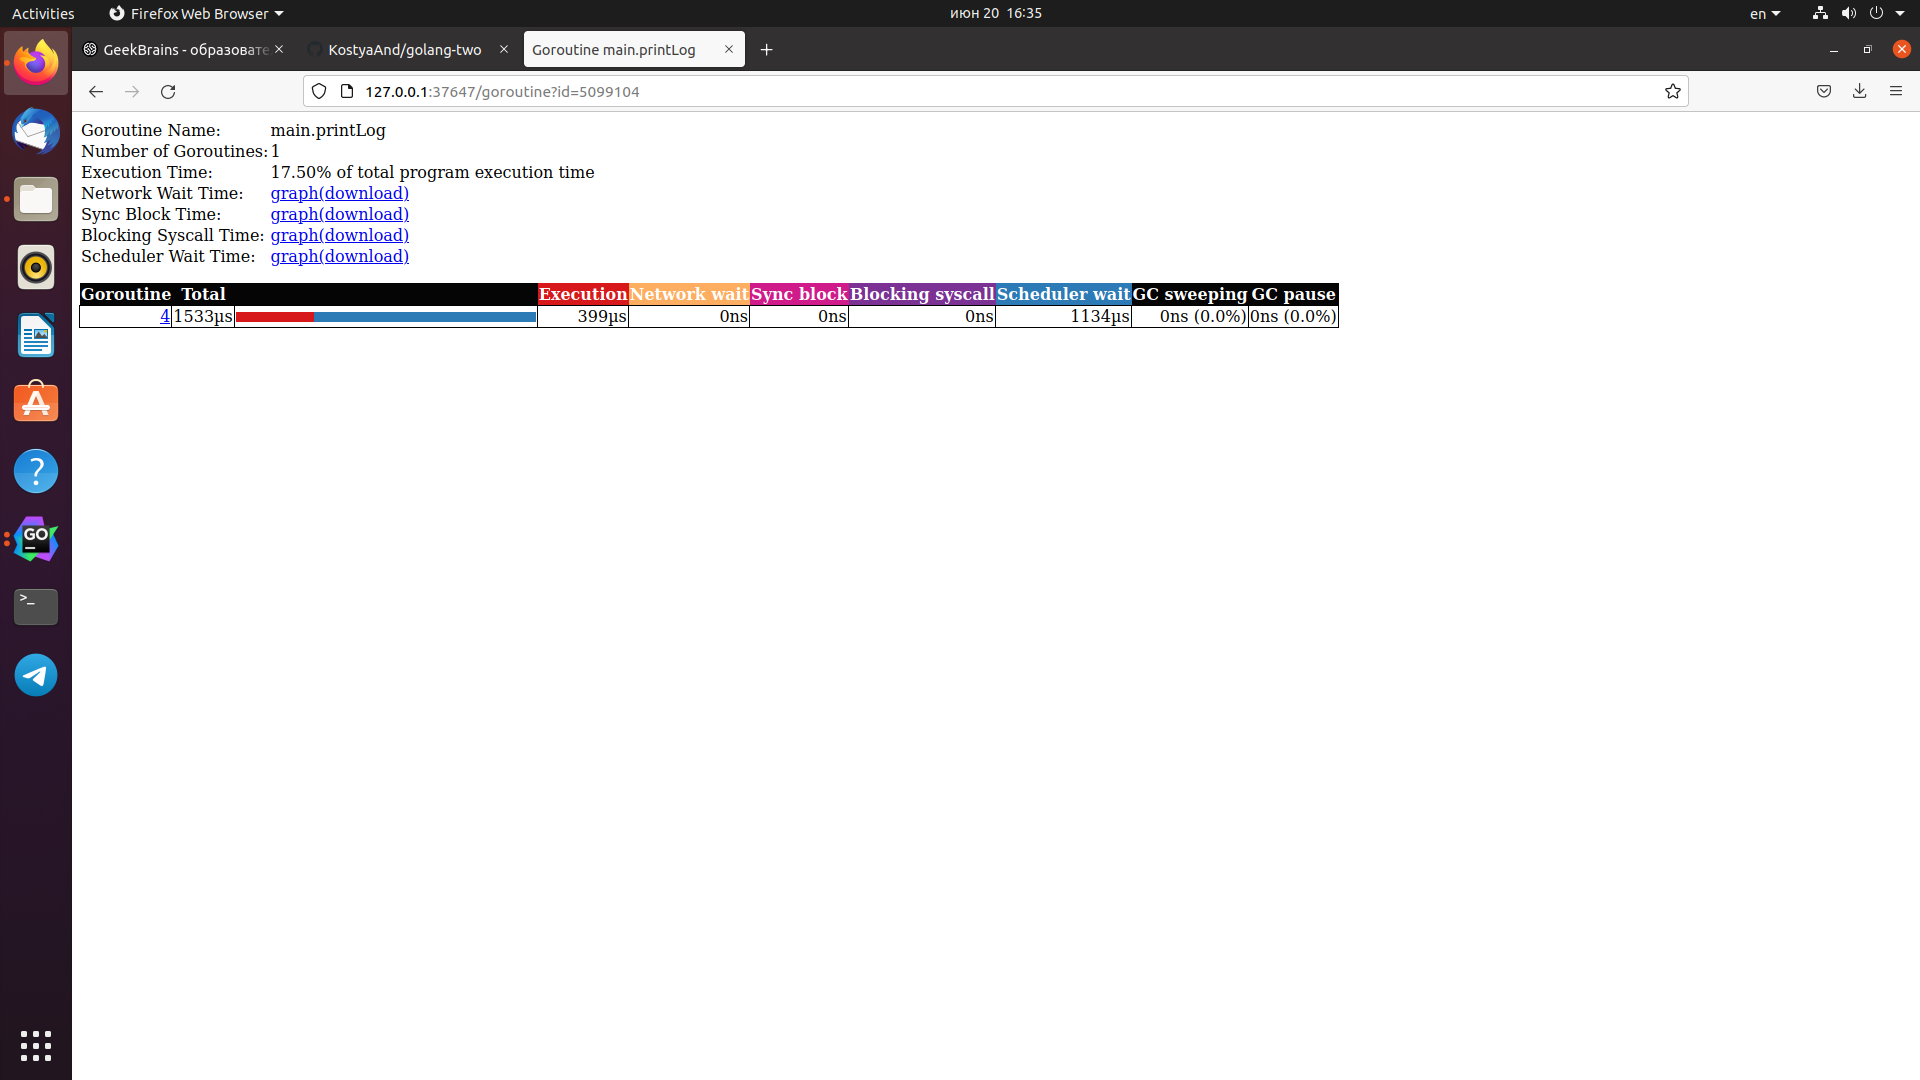 Activities Firefox Web Browser июн 20 16:35 en
GeekBrains - образовате KostyaAnd/golang-two Goroutine main.printLog
127.0.0.1:37647/goroutine?id=5099104
Goroutine Name: main.printLog
Number of Goroutines: 1
Execution Time: 17.50% of total program execution time
Network Wait Time: graph(download)
Sync Block Time: graph(download)
Blocking Syscall Time: graph(download)
Scheduler Wait Time: graph(download)
Goroutine Total Execution Network wait Sync block Blocking syscall Scheduler wait GC sweeping GC pause
4 1533µs 399µs 0ns 0ns 0ns 1134µs 0ns (0.0%) 0ns (0.0%)
A
?
GO
>_